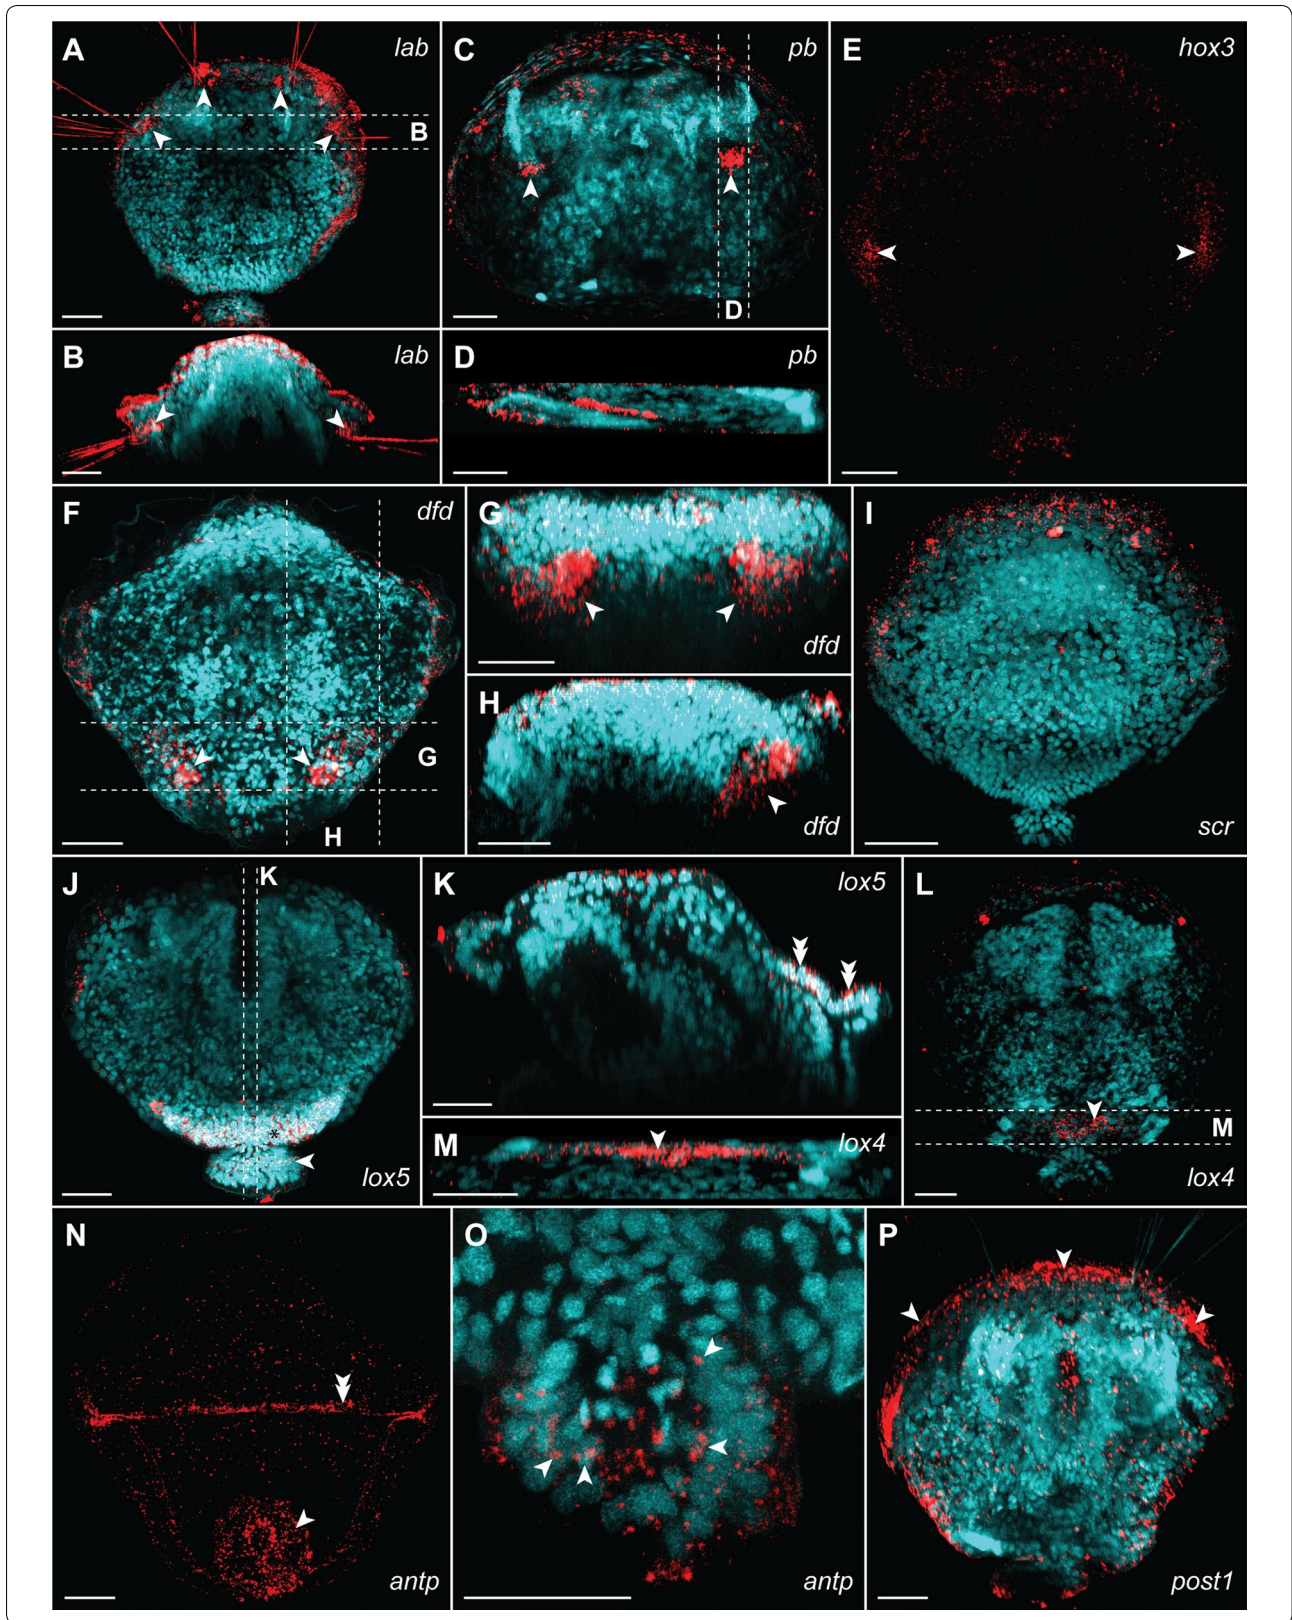 A lab
B
C pb
D
E hox3
B lab
D pb
F dfd
G
H
G dfd
H dfd
I scr
J K
lox5
K lox5
L
M
lox4
M lox4
*
N antp
O antp
P post1